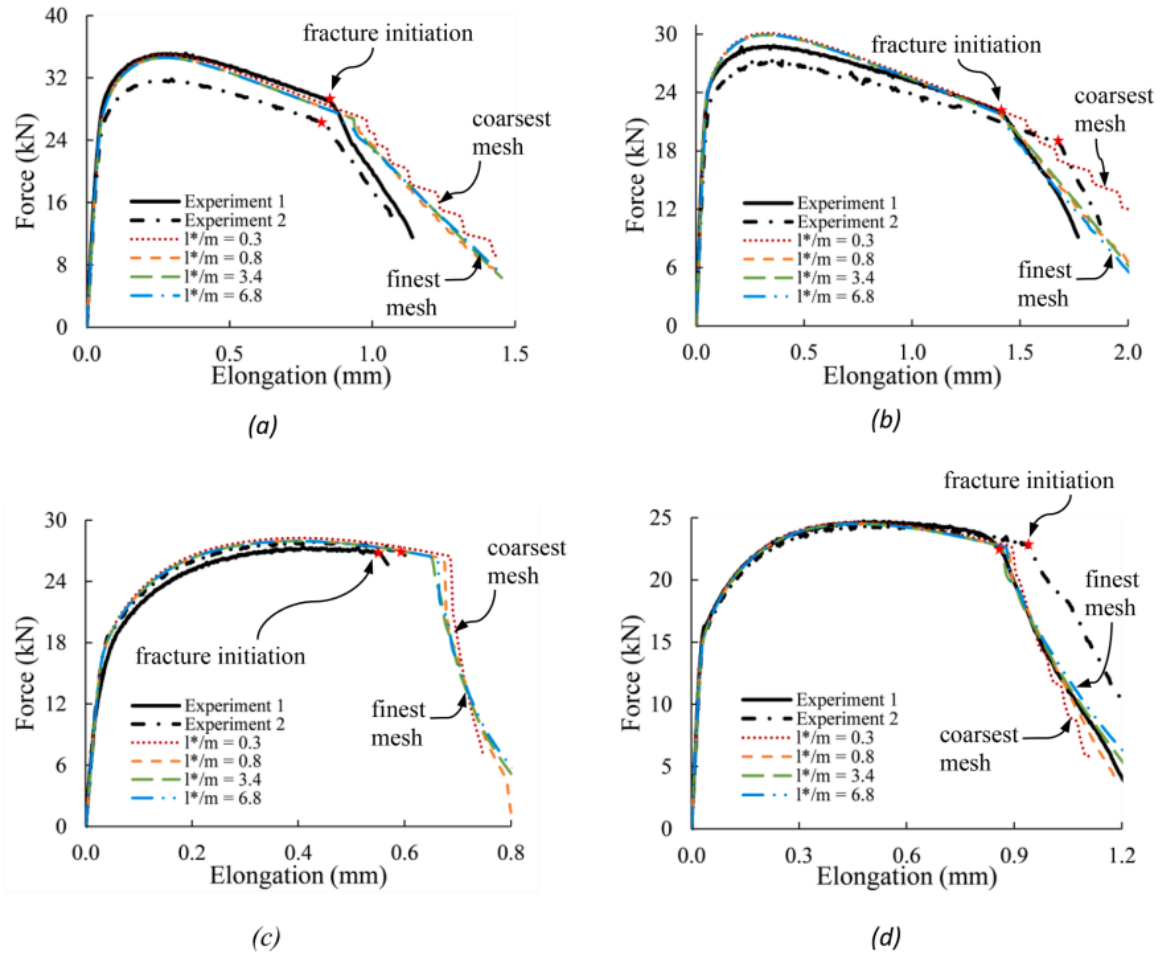 40
32
24
16
8
0
Force (kN)
fracture initiation
coarsest
mesh
Experiment 1
Experiment 2
l*/m = 0.3
l*/m = 0.8
l*/m = 3.4
l*/m = 6.8
finest
mesh
0.0 0.5 1.0 1.5
Elongation (mm)
(a)
30
24
18
12
6
0
Force (kN)
fracture initiation
coarsest
mesh
Experiment 1
Experiment 2
l*/m = 0.3
l*/m = 0.8
l*/m = 3.4
l*/m = 6.8
finest
mesh
0.0 0.5 1.0 1.5 2.0
Elongation (mm)
(b)
30
24
18
12
6
0
Force (kN)
coarsest
mesh
fracture initiation
Experiment 1
Experiment 2
l*/m = 0.3
l*/m = 0.8
l*/m = 3.4
l*/m = 6.8
finest
mesh
0.0 0.2 0.4 0.6 0.8
Elongation (mm)
(c)
25
20
15
10
5
0
Force (kN)
fracture initiation
finest
mesh
Experiment 1
Experiment 2
l*/m = 0.3
l*/m = 0.8
l*/m = 3.4
l*/m = 6.8
coarsest
mesh
0.0 0.3 0.6 0.9 1.2
Elongation (mm)
(d)